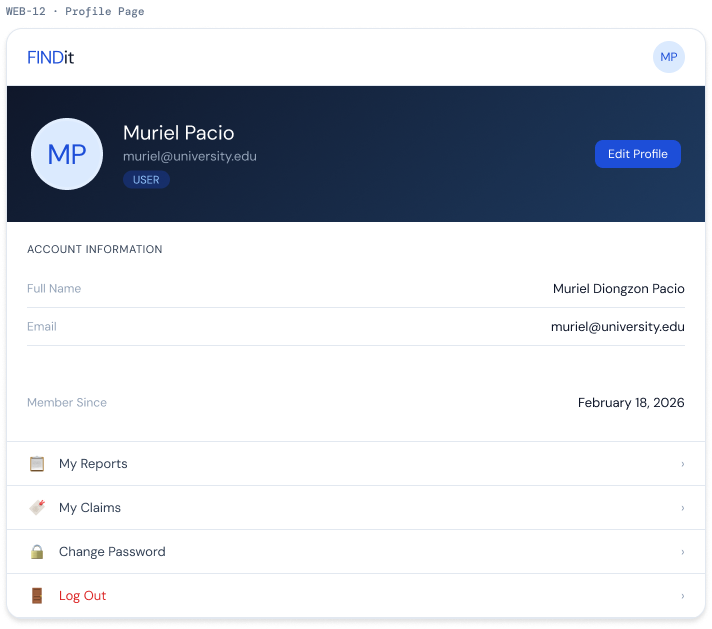 WEB-12 · Profile Page
FINDit
MP
MP
Muriel Pacio
muriel@university.edu
USER
Edit Profile
ACCOUNT INFORMATION
Full Name
Muriel Diongzon Pacio
Email
muriel@university.edu
Member Since
February 18, 2026
My Reports ›
My Claims ›
Change Password ›
Log Out ›